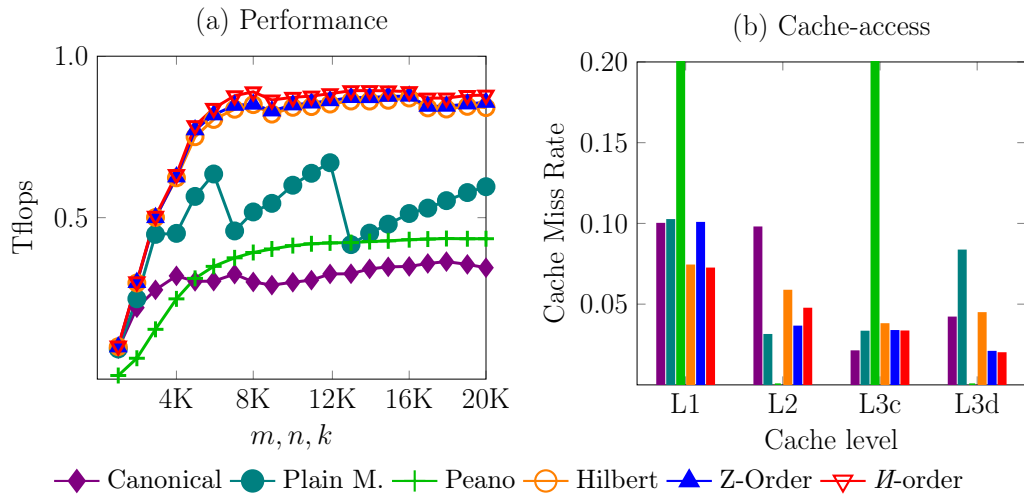 (a) Performance
1.0
0.5
Tflops
4K 8K 12K 16K 20K
m, n, k
(b) Cache-access
0.20
0.15
0.10
0.05
Cache Miss Rate
L1 L2 L3c L3d
Cache level
Canonical Plain M. Peano Hilbert Z-Order И-order